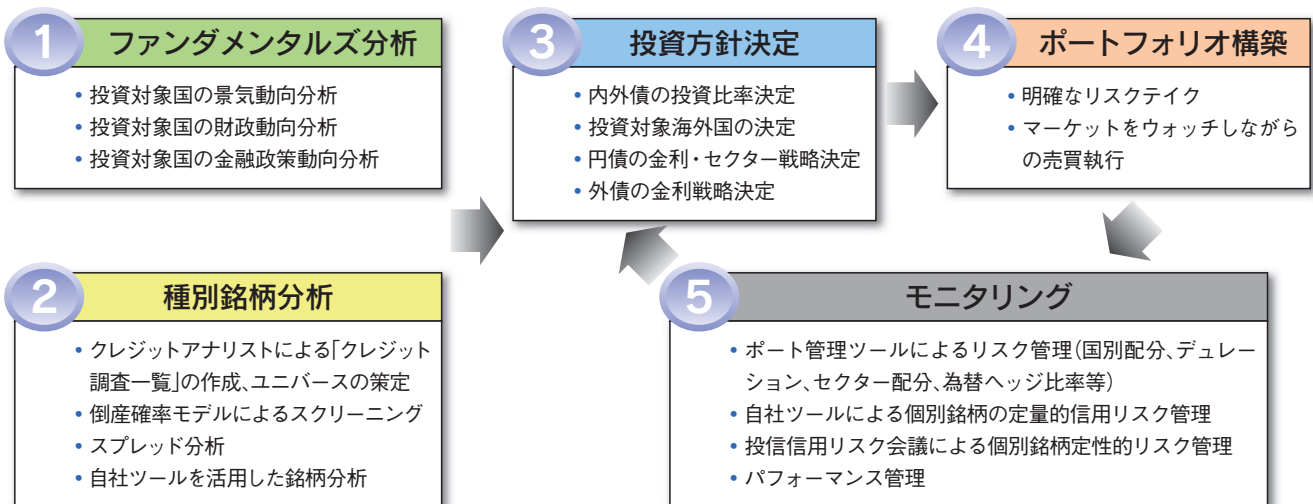 1 ファンダメンタルズ分析
• 投資対象国の景気動向分析
• 投資対象国の財政動向分析
• 投資対象国の金融政策動向分析
2 種別銘柄分析
• クレジットアナリストによる「クレジット
調査一覧」の作成、ユニバースの策定
• 倒産確率モデルによるスクリーニング
• スプレッド分析
• 自社ツールを活用した銘柄分析
3 投資方針決定
• 内外債の投資比率決定
• 投資対象海外国の決定
• 円債の金利・セクター戦略決定
• 外債の金利戦略決定
4 ポートフォリオ構築
• 明確なリスクテイク
• マーケットをウォッチしながら
の売買執行
5 モニタリング
• ポート管理ツールによるリスク管理(国別配分、デュレー
ション、セクター配分、為替ヘッジ比率等)
• 自社ツールによる個別銘柄の定量的信用リスク管理
• 投信信用リスク会議による個別銘柄定性的リスク管理
• パフォーマンス管理